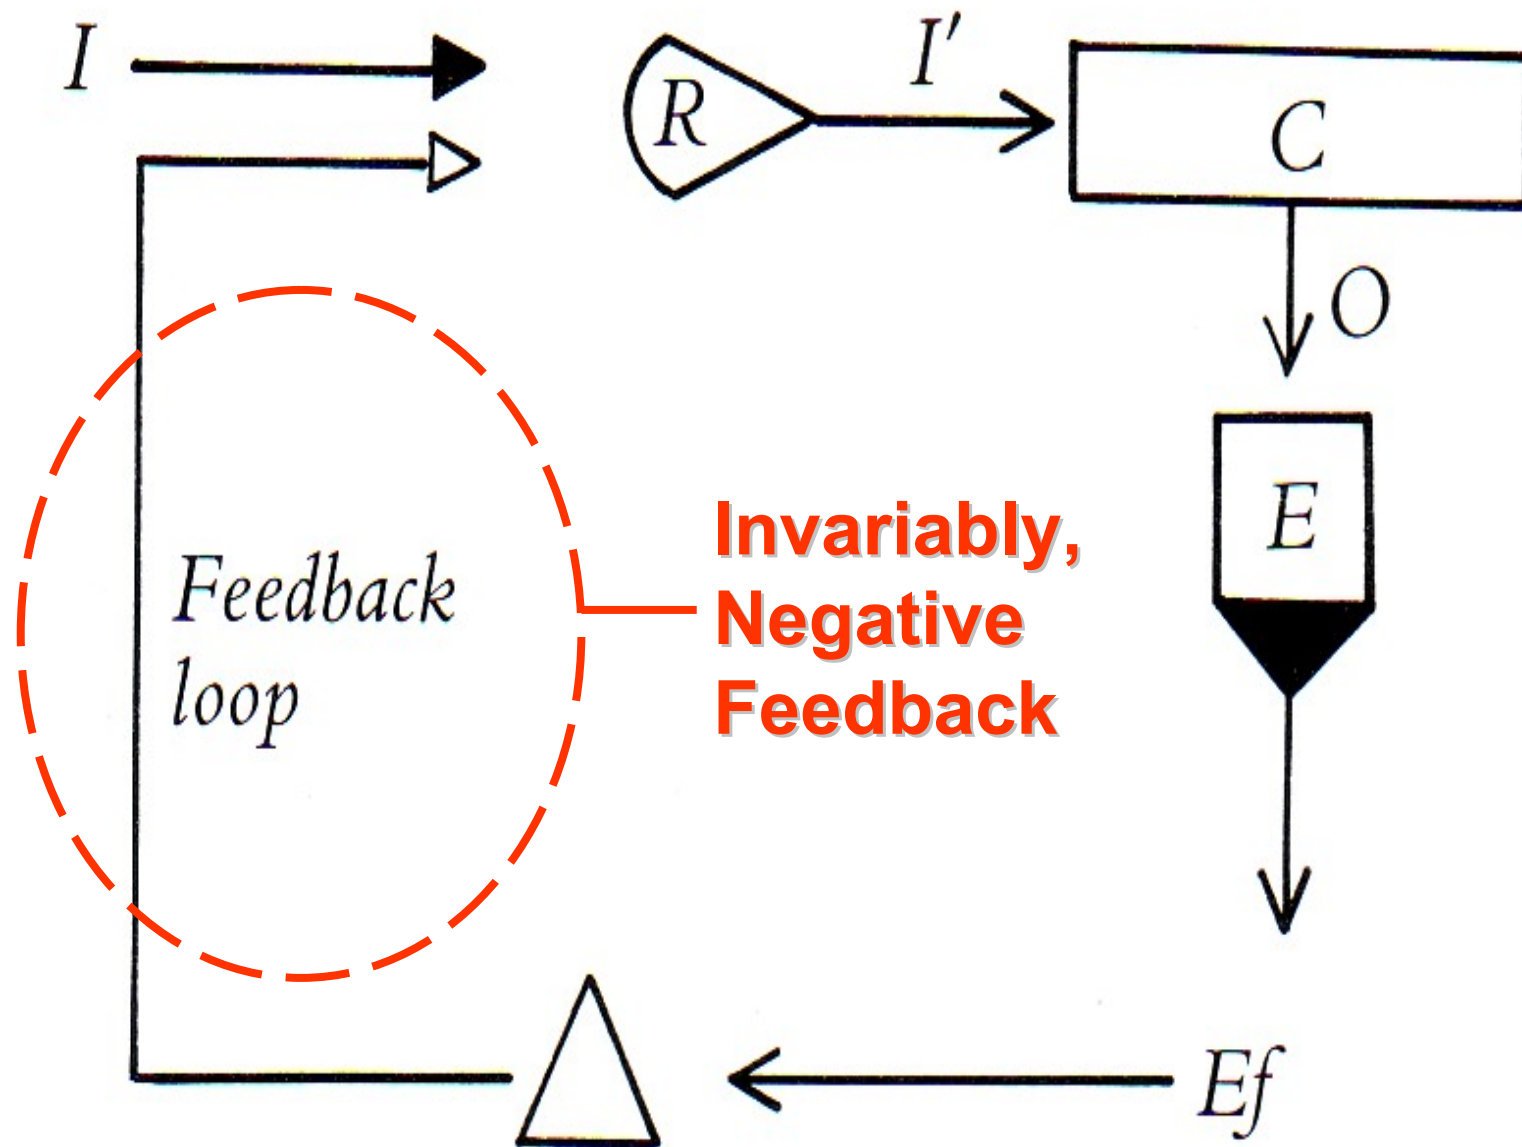 I
R
I′
C
O
E
Feedback
loop
Invariably,
Negative
Feedback
Ef